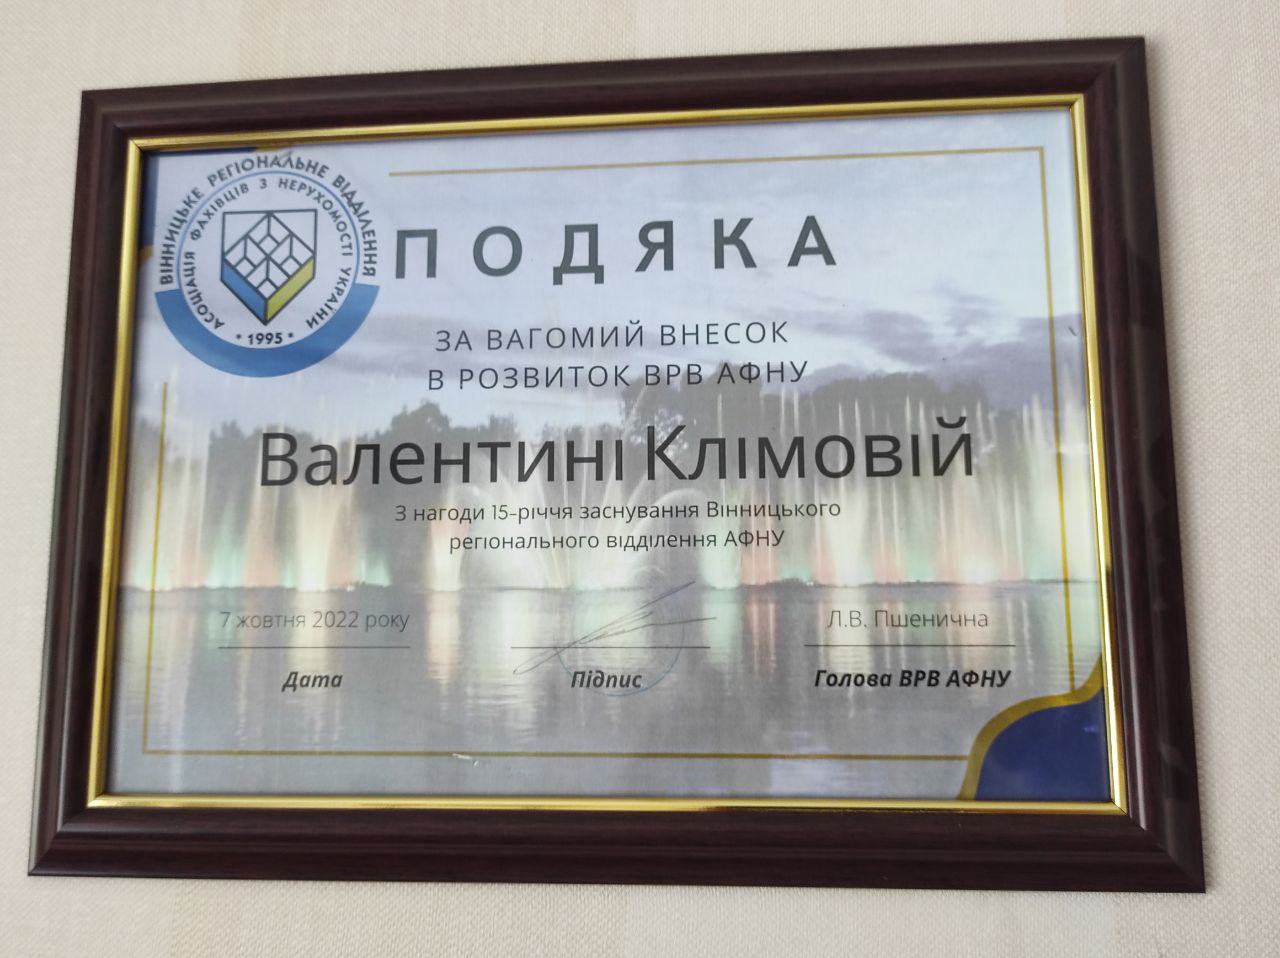 ВІННИЦЬКЕ РЕГІОНАЛЬНЕ ВІДДІЛЕННЯ
АСОЦІАЦІЯ ФАХІВЦІВ З НЕРУХОМОСТІ УКРАЇНИ
* 1995 *
ПОДЯКА
ЗА ВАГОМИЙ ВНЕСОК
В РОЗВИТОК ВРВ АФНУ
Валентині Клімовій
З нагоди 15-річчя заснування Вінницького
регіонального відділення АФНУ
7 жовтня 2022 року
Л.В. Пшенична
Дата
Підпис
Голова ВРВ АФНУ